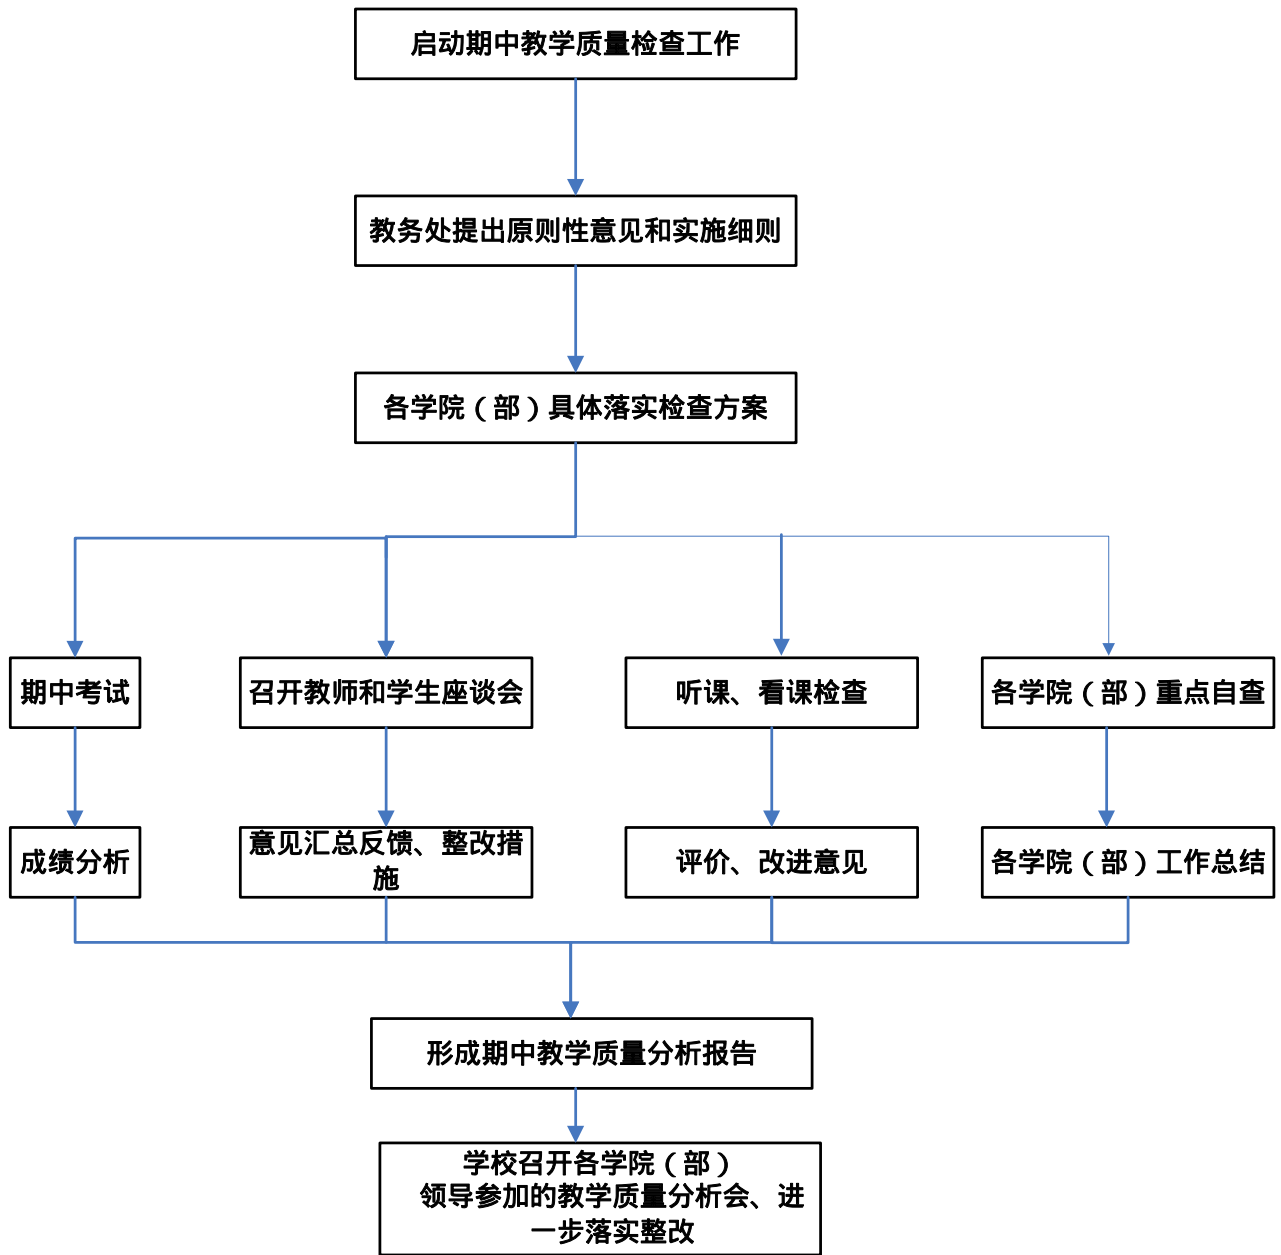 启动期中教学质量检查工作
教务处提出原则性意见和实施细则
各学院（部）具体落实检查方案
期中考试
召开教师和学生座谈会
听课、看课检查
各学院（部）重点自查
成绩分析
意见汇总反馈、整改措
施
评价、改进意见
各学院（部）工作总结
形成期中教学质量分析报告
学校召开各学院（部）
领导参加的教学质量分析会、进
一步落实整改